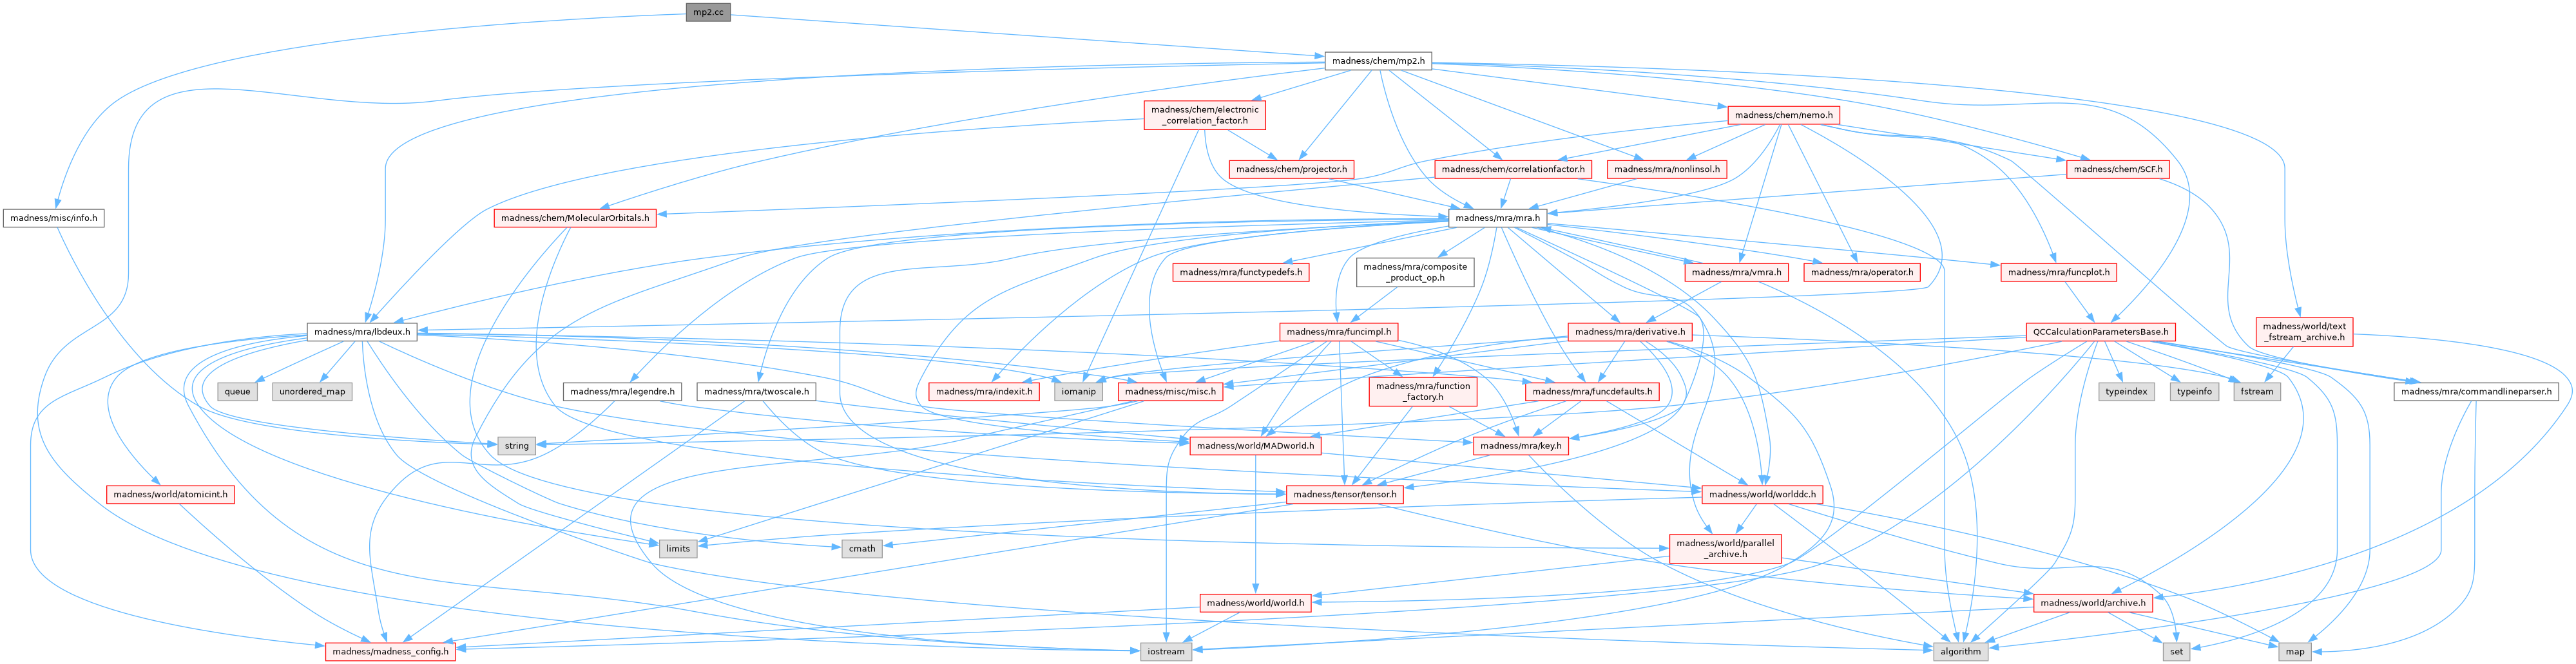 mp2.cc
madness/chem/mp2.h
madness/chem/electronic
_correlation_factor.h
madness/chem/nemo.h
madness/chem/projector.h
madness/chem/correlationfactor.h
madness/mra/nonlinsol.h
madness/chem/SCF.h
madness/misc/info.h
madness/chem/MolecularOrbitals.h
madness/mra/mra.h
madness/mra/functypedefs.h
madness/mra/composite
_product_op.h
madness/mra/vmra.h
madness/mra/operator.h
madness/mra/funcplot.h
madness/mra/lbdeux.h
madness/mra/funcimpl.h
madness/mra/derivative.h
QCCalculationParametersBase.h
madness/world/text
_fstream_archive.h
queue
unordered_map
madness/mra/legendre.h
madness/mra/twoscale.h
madness/mra/indexit.h
iomanip
madness/misc/misc.h
madness/mra/function
_factory.h
madness/mra/funcdefaults.h
typeindex
typeinfo
fstream
madness/mra/commandlineparser.h
string
madness/world/MADworld.h
madness/mra/key.h
madness/world/atomicint.h
madness/tensor/tensor.h
madness/world/worlddc.h
limits
cmath
madness/world/parallel
_archive.h
madness/world/world.h
madness/world/archive.h
madness/madness_config.h
iostream
algorithm
set
map